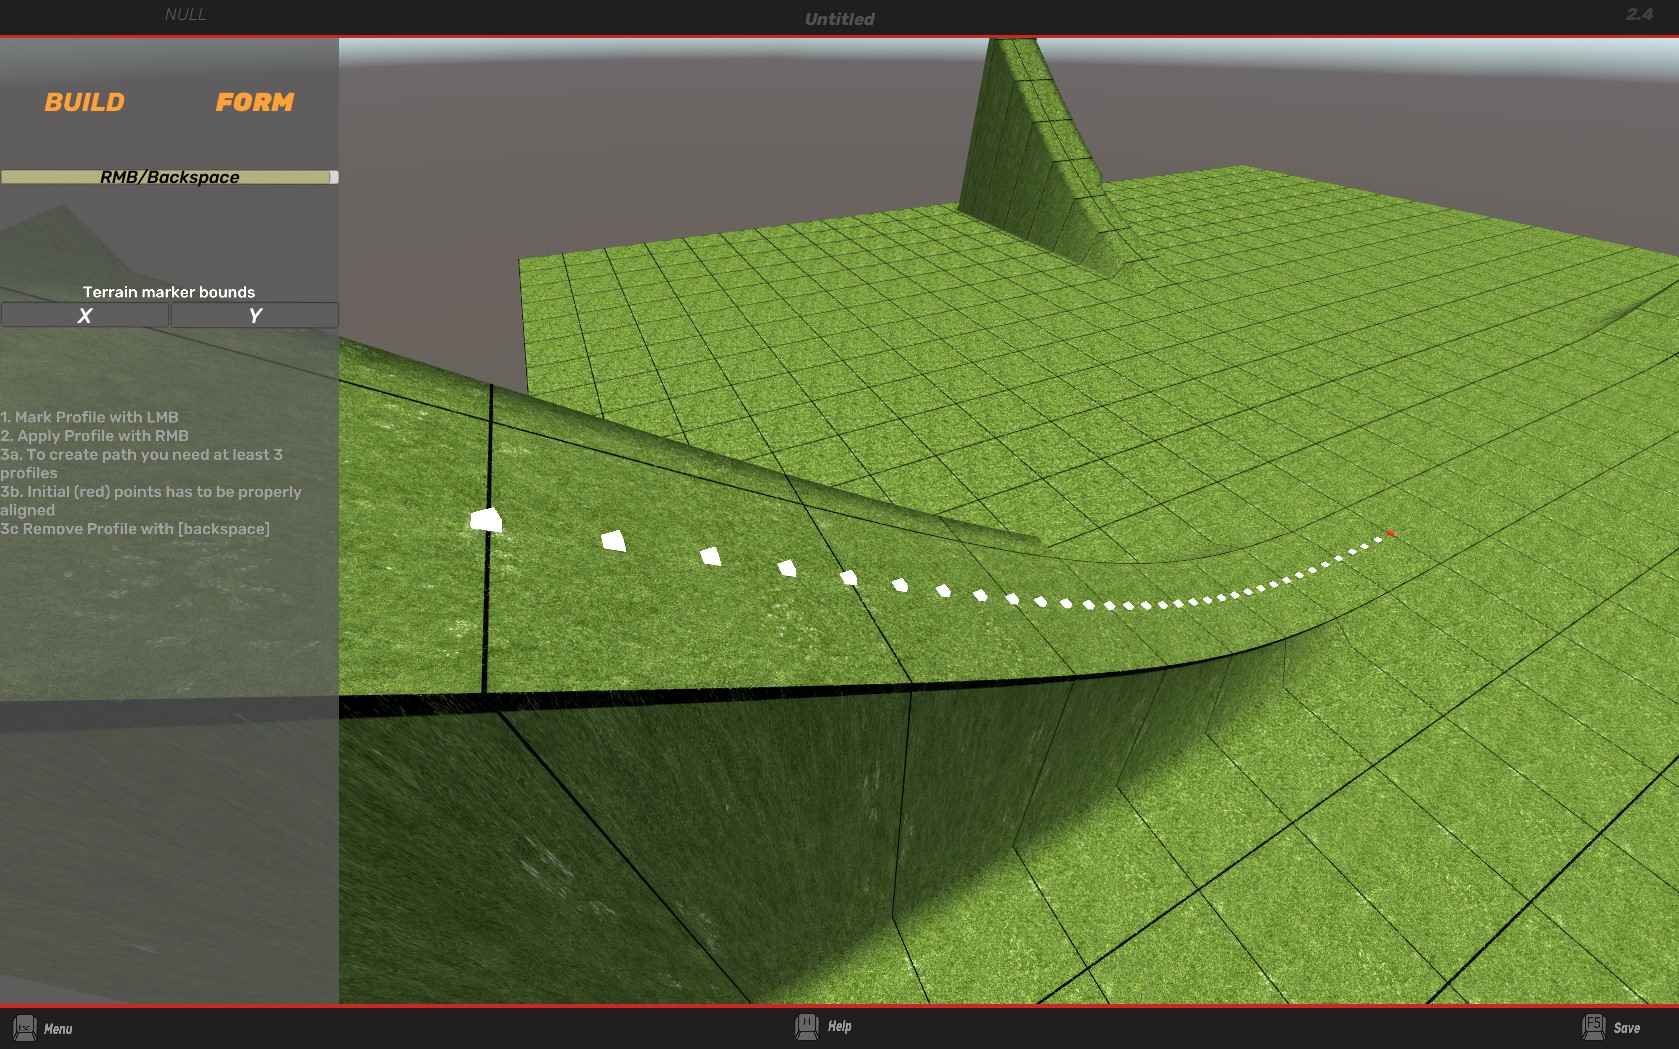 NULL
Untitled
2.4
BUILD
FORM
RMB/Backspace
Terrain marker bounds
X
Y
1. Mark Profile with LMB
2. Apply Profile with RMB
3a. To create path you need at least 3
profiles
3b. Initial (red) points has to be properly
aligned
3c Remove Profile with [backspace]
ESC
Menu
H
Help
F5
Save